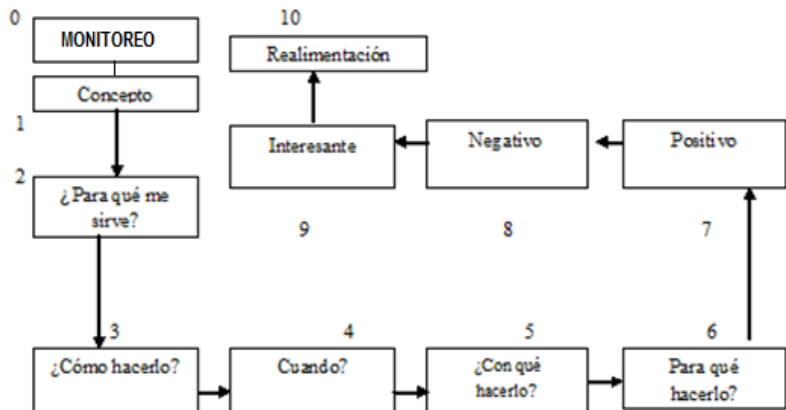 0
MONITOREO
Concepto
1
2
¿Para qué me
sirve?
3
¿Cómo hacerlo?
4
Cuando?
5
¿Con qué
hacerlo?
6
Para qué
hacerlo?
7
Positivo
8
Negativo
9
Interesante
10
Realimentación